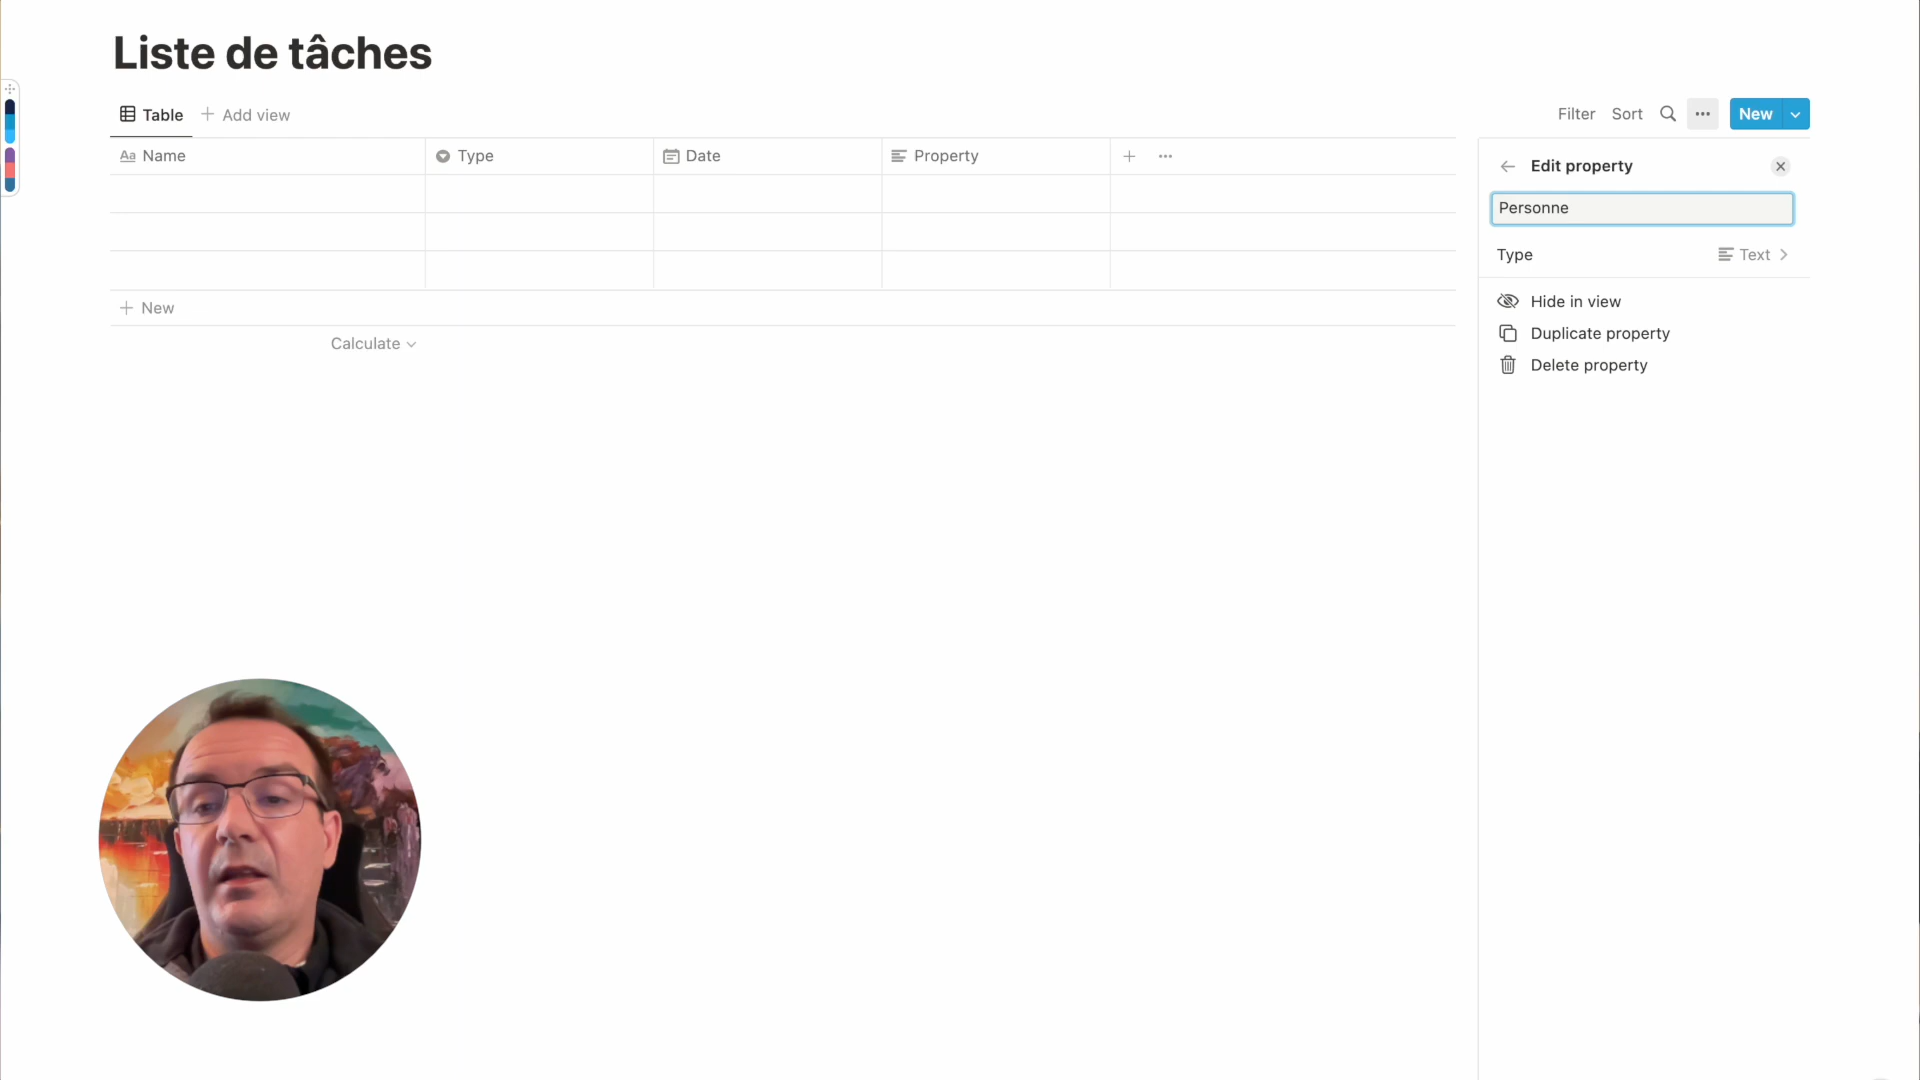 Liste de tâches
Table
Add view
Filter
Sort
New
Aa Name
Type
Date
Property
Edit property
Personne
Type
Text
Hide in view
Duplicate property
Delete property
New
Calculate